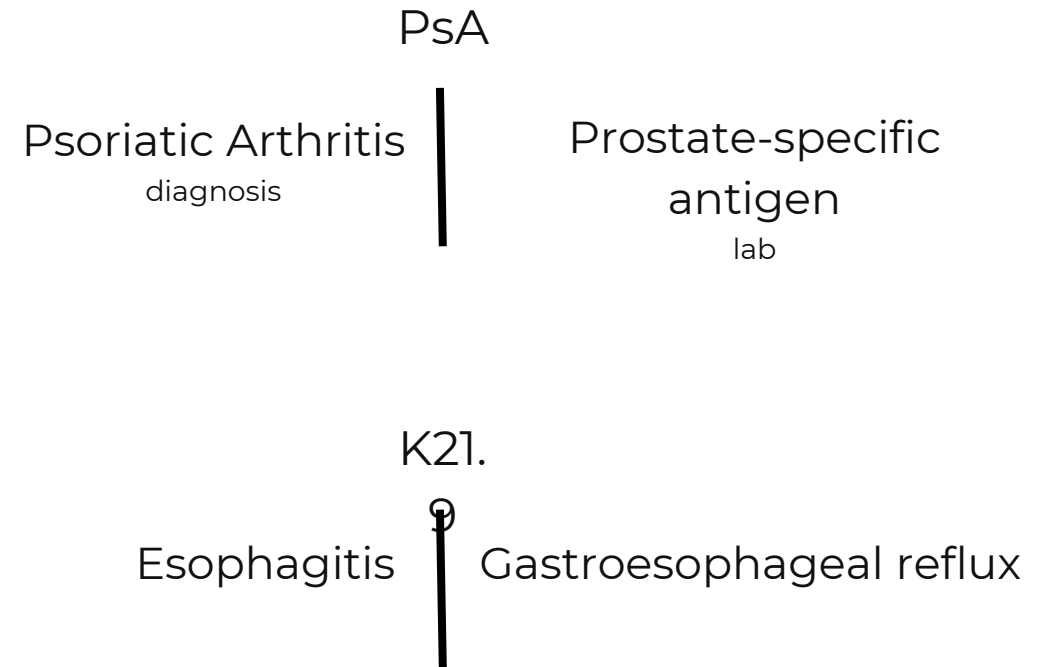 PsA
Psoriatic Arthritis
diagnosis
Prostate-specific
antigen
lab
K21.
9
Esophagitis
Gastroesophageal reflux